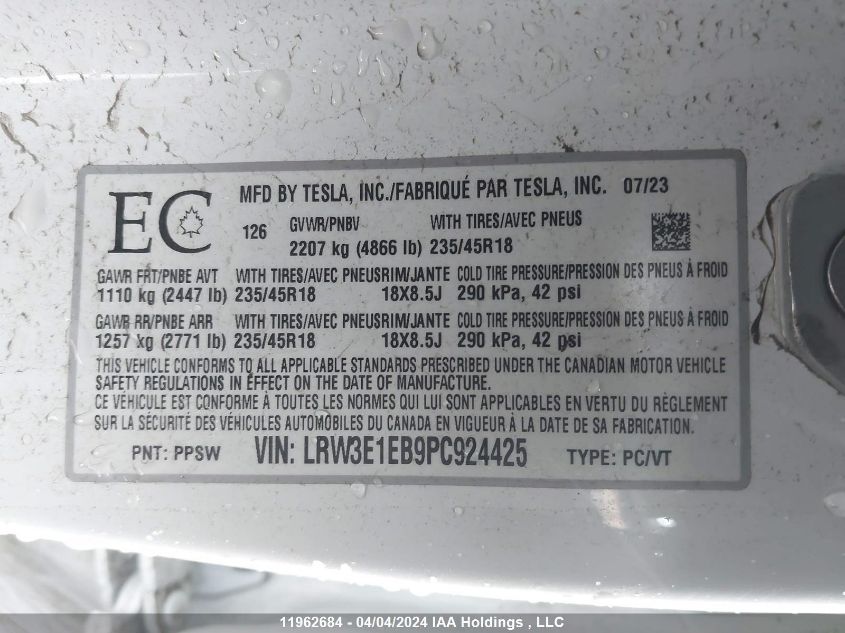 EC
MFD BY TESLA, INC./FABRIQUÉ PAR TESLA, INC. 07/23
126 GVWR/PNBV WITH TIRES/AVEC PNEUS
2207 kg (4866 lb) 235/45R18
GAWR FRT/PNBE AVT WITH TIRES/AVEC PNEUS RIM/JANTE COLD TIRE PRESSURE/PRESSION DES PNEUS À FROID
1110 kg (2447 lb) 235/45R18 18X8.5J 290 kPa, 42 psi
GAWR RR/PNBE ARR WITH TIRES/AVEC PNEUS RIM/JANTE COLD TIRE PRESSURE/PRESSION DES PNEUS À FROID
1257 kg (2771 lb) 235/45R18 18X8.5J 290 kPa, 42 psi
THIS VEHICLE CONFORMS TO ALL APPLICABLE STANDARDS PRESCRIBED UNDER THE CANADIAN MOTOR VEHICLE
SAFETY REGULATIONS IN EFFECT ON THE DATE OF MANUFACTURE.
CE VÉHICULE EST CONFORME À TOUTES LES NORMES QUI LUI SONT APPLICABLES EN VERTU DU RÈGLEMENT
SUR LA SÉCURITÉ DES VÉHICULES AUTOMOBILES DU CANADA EN VIGUEUR À LA DATE DE SA FABRICATION.
PNT: PPSW VIN: LRW3E1EB9PC924425 TYPE: PC/VT
11962684 - 04/04/2024 IAA Holdings , LLC